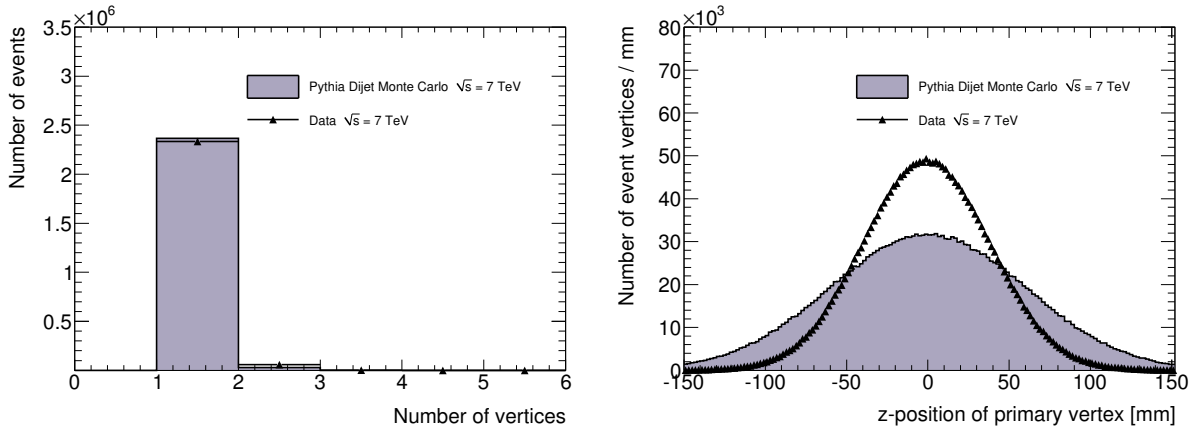 ×10⁶
Number of events
3.5
3
2.5
2
1.5
1
0.5
0 1 2 3 4 5 6
Number of vertices
Pythia Dijet Monte Carlo √s = 7 TeV
Data √s = 7 TeV
×10³
Number of event vertices / mm
80
70
60
50
40
30
20
10
0
-150 -100 -50 0 50 100 150
z-position of primary vertex [mm]
Pythia Dijet Monte Carlo √s = 7 TeV
Data √s = 7 TeV